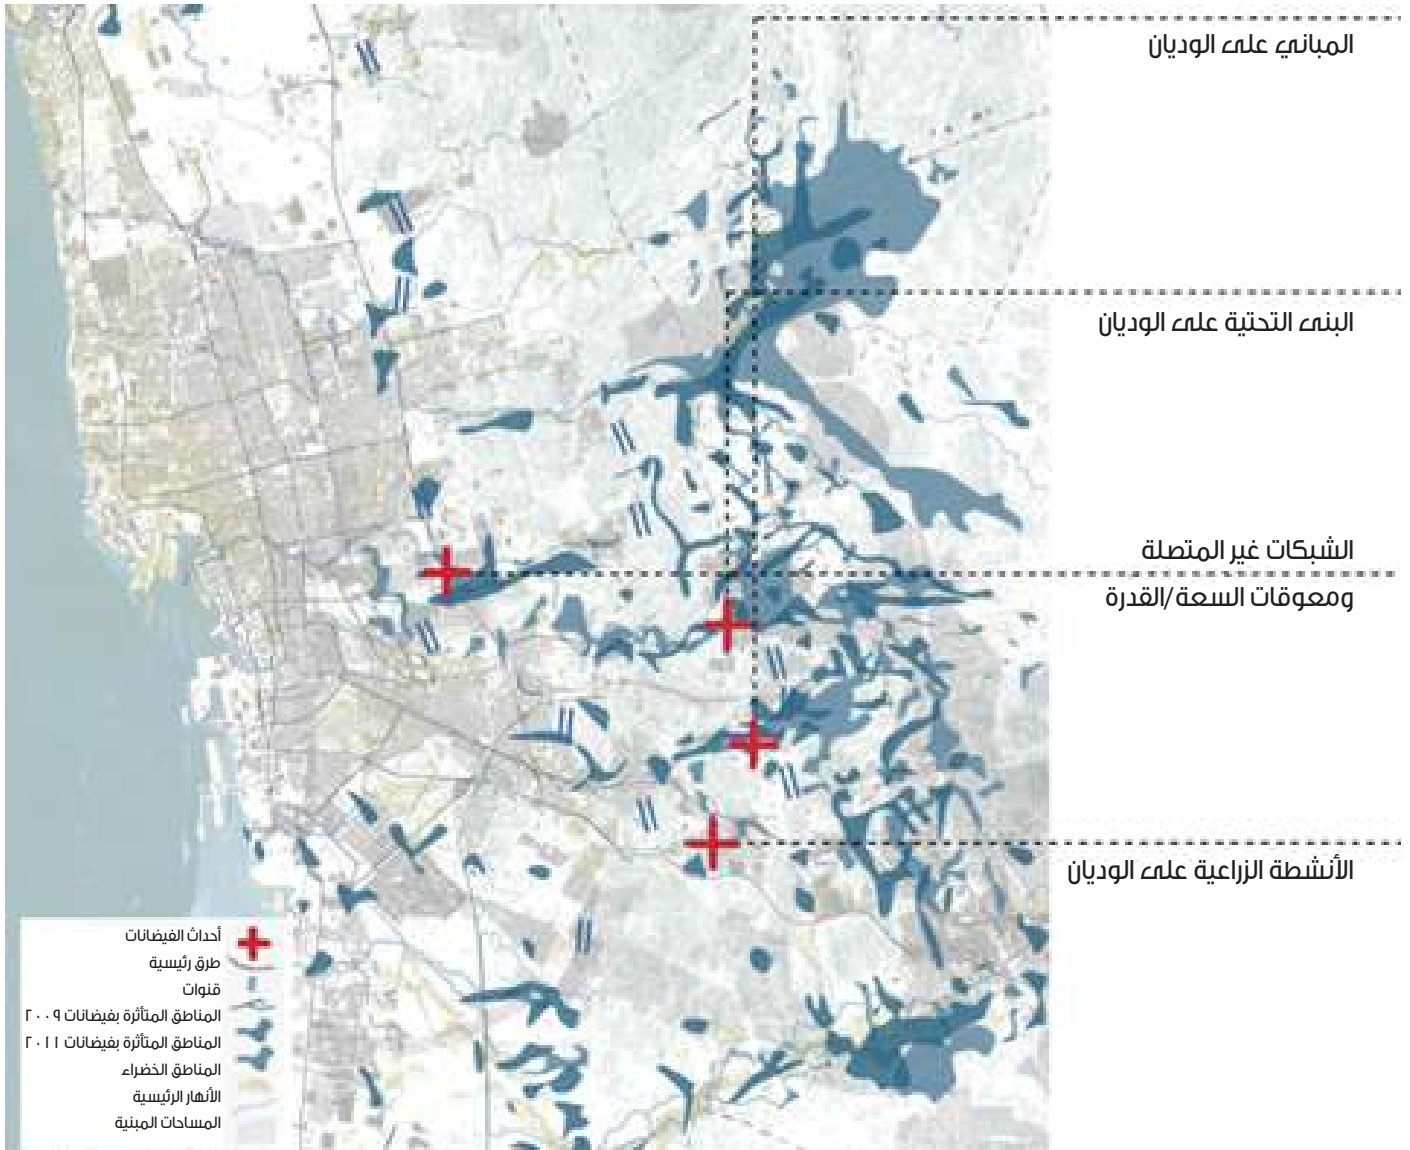 المباني على الوديان
البنى التحتية على الوديان
الشبكات غير المتصلة
ومعوقات السعة/القدرة
الأنشطة الزراعية على الوديان
أحداث الفيضانات
طرق رئيسية
قنوات
المناطق المتأثرة بفيضانات ٢٠٠٩
المناطق المتأثرة بفيضانات ٢٠١١
المناطق الخضراء
الأنهار الرئيسية
المساحات المبنية